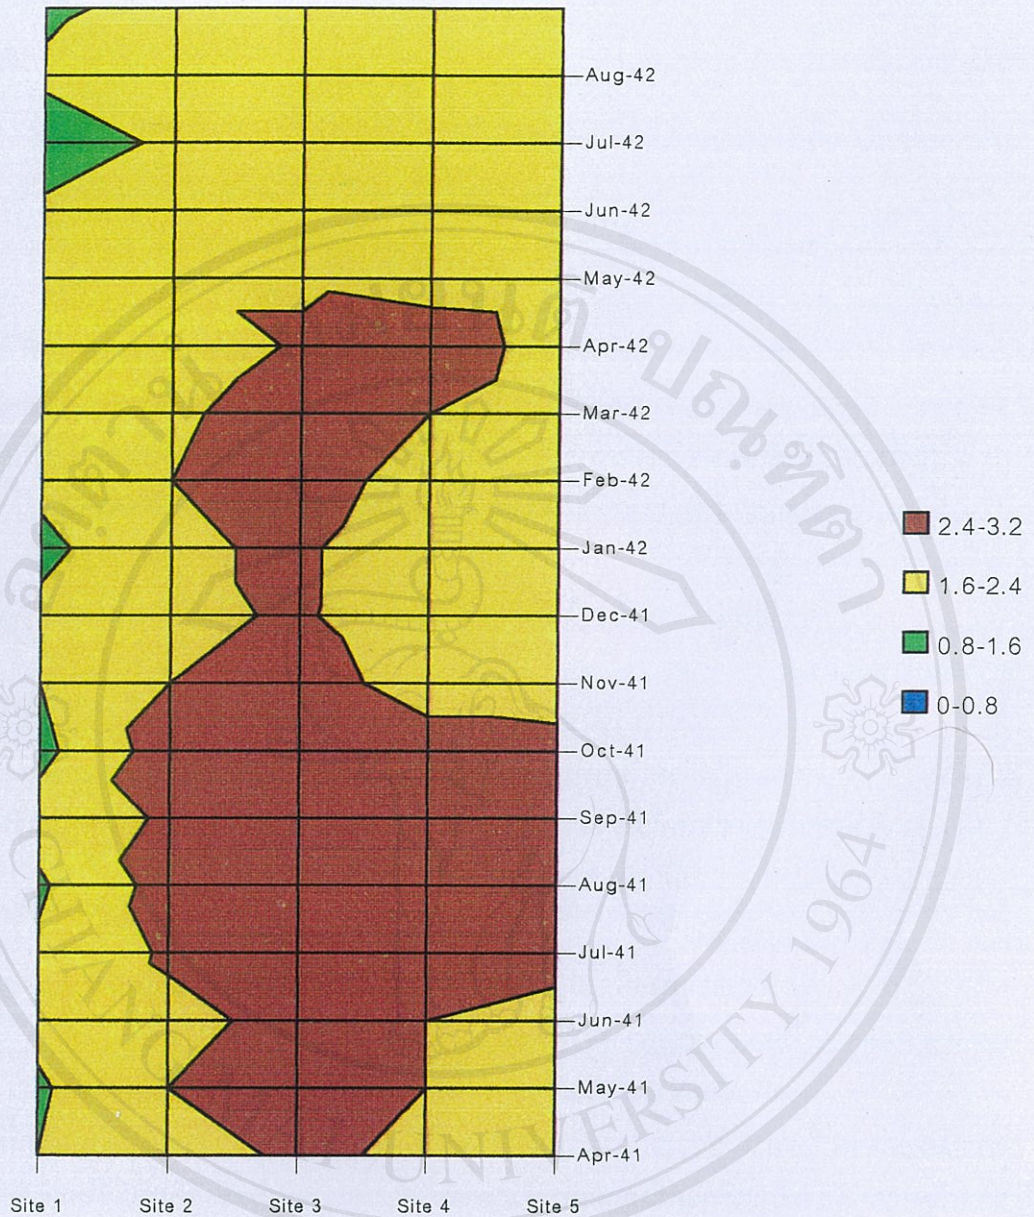 Aug-42
Jul-42
Jun-42
May-42
Apr-42
Mar-42
Feb-42
Jan-42
Dec-41
Nov-41
Oct-41
Sep-41
Aug-41
Jul-41
Jun-41
May-41
Apr-41
Site 1 Site 2 Site 3 Site 4 Site 5
2.4-3.2
1.6-2.4
0.8-1.6
0-0.8
CHIANG UNIVERSITY 1964